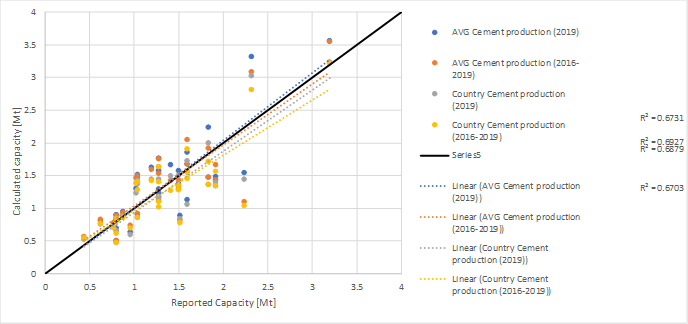 4
3.5
3
2.5
2
1.5
1
0.5
0
Calculated capacity [Mt]
0
0.5
1
1.5
2
2.5
3
3.5
4
Reported Capacity [Mt]
AVG Cement production (2019)
AVG Cement production (2016-
2019)
Country Cement production
(2019)
Country Cement production
(2016-2019)
Series5
Linear (AVG Cement production
(2019))
Linear (AVG Cement production
(2016-2019))
Linear (Country Cement
production (2019))
Linear (Country Cement
production (2016-2019))
R² = 0.6731
R² = 0.6927
R² = 0.6879
R² = 0.6703